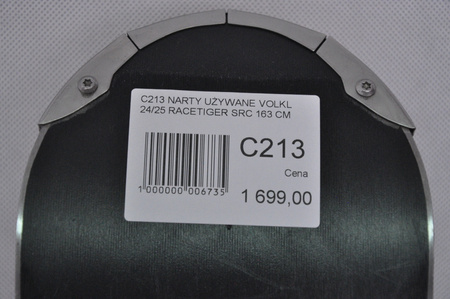 C213 NARTY UŻYWANE VOLKL
24/25 RACETIGER SRC 163 CM
C213
Cena
1 699,00
1 000000 006735